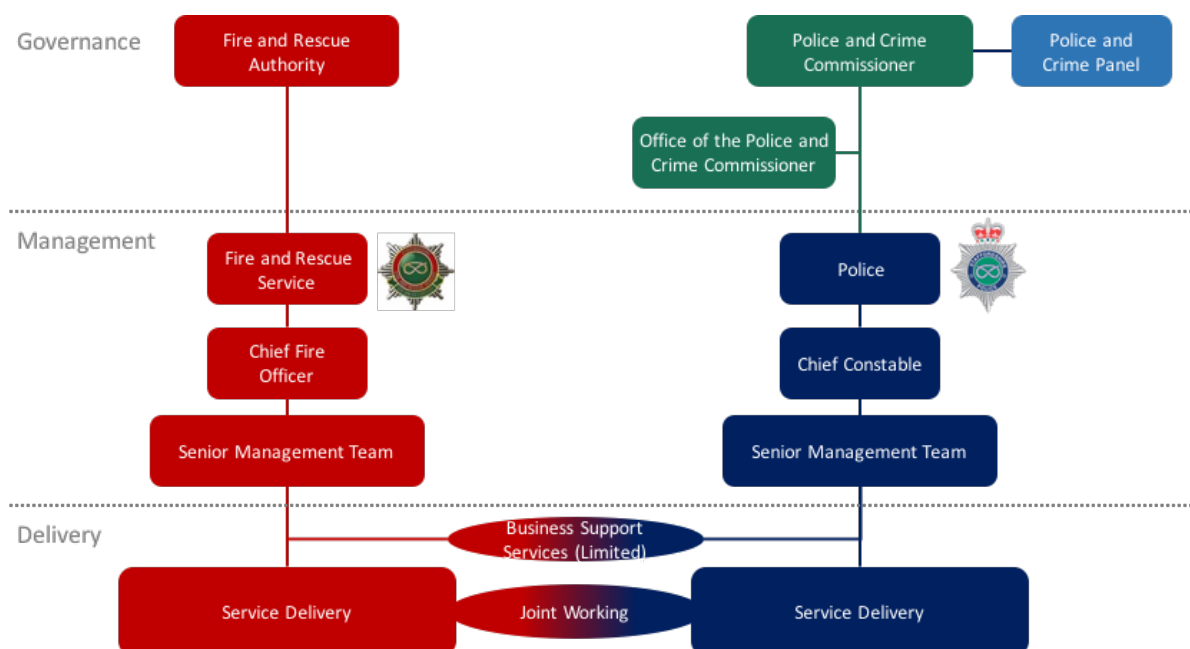 Governance
Fire and Rescue
Authority
Police and Crime
Commissioner
Police and
Crime Panel
Office of the Police and
Crime Commissioner
Management
Fire and Rescue
Service
Police
STAFFORDSHIRE
POLICE
Chief Fire
Officer
Chief Constable
Senior Management Team
Senior Management Team
Delivery
Business Support
Services (Limited)
Service Delivery
Joint Working
Service Delivery